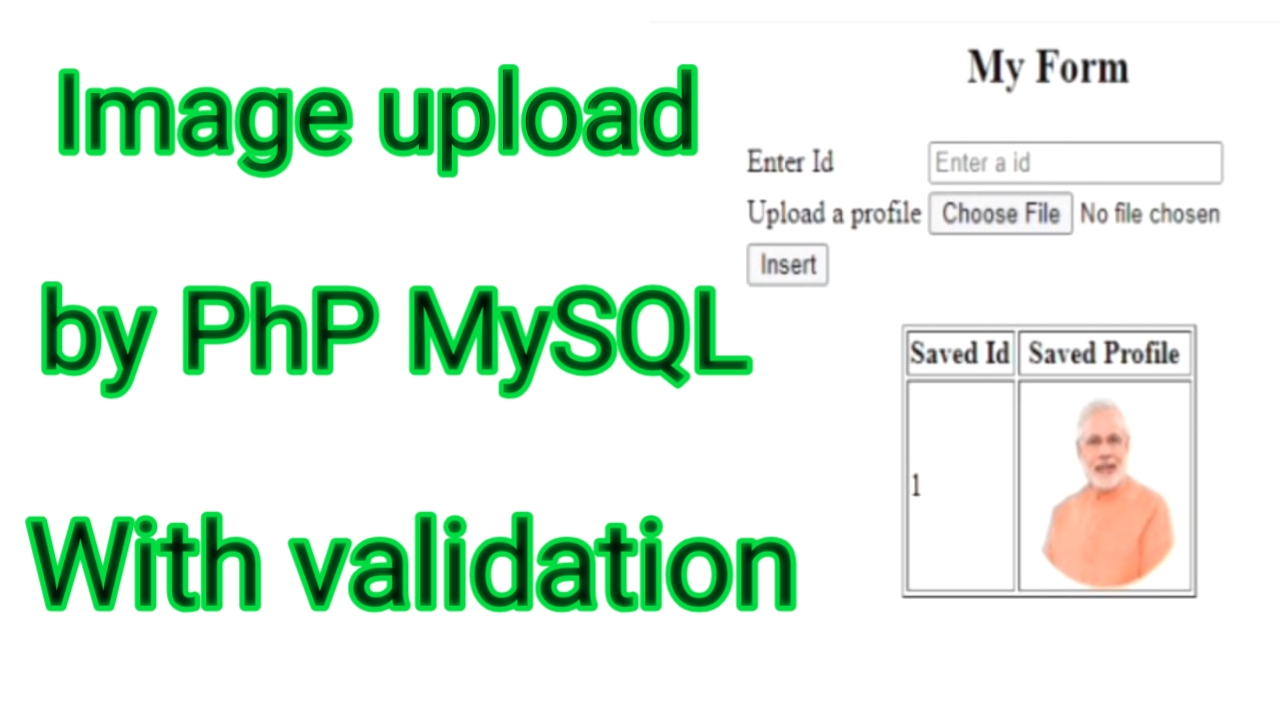 Image upload
by PhP MySQL
With validation
My Form
Enter Id Enter a id
Upload a profile Choose File No file chosen
Insert
Saved Id Saved Profile
1